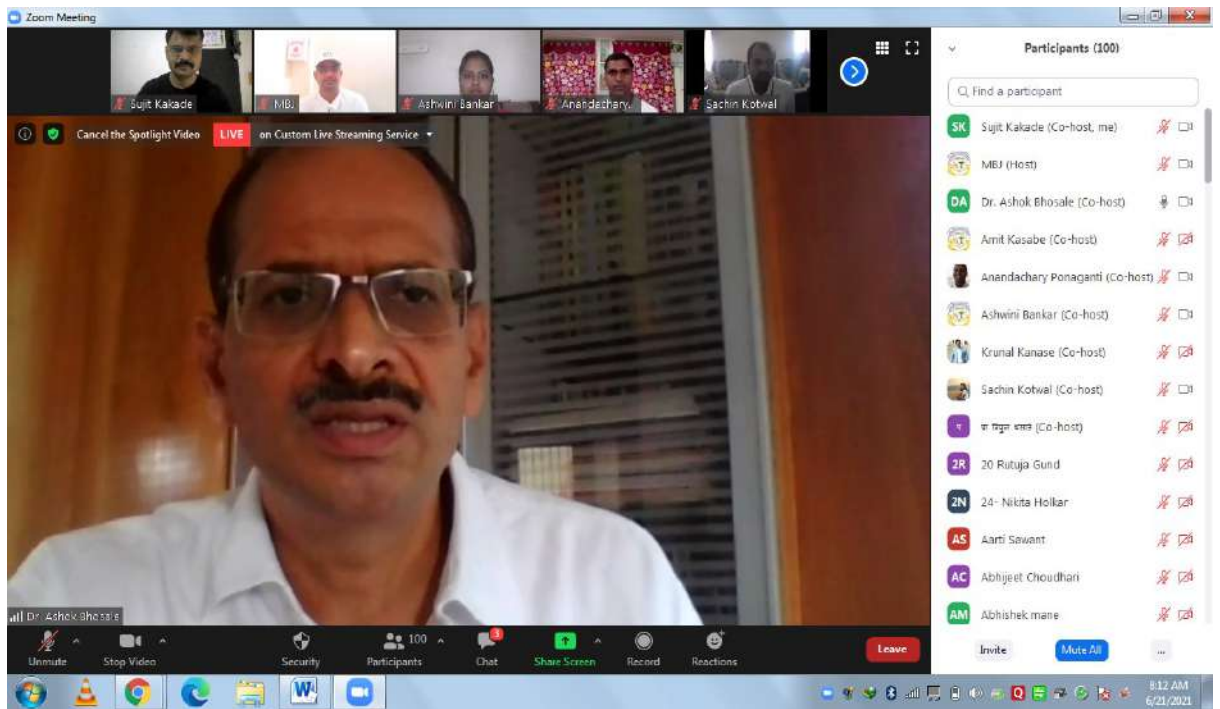 Zoom Meeting
Sujit Kakade
MBJ
Ashwini Bankar
Anandachary.
Sachin Kotwal
Cancel the Spotlight Video LIVE on Custom Live Streaming Service
Dr. Ashok Bhosale
Unmute
Stop Video
Security
100
Participants
3
Chat
Share Screen
Record
Reactions
Leave
Participants (100)
Find a participant
SK Sujit Kakade (Co-host, me)
MBJ (Host)
DA Dr. Ashok Bhosale (Co-host)
Amit Kasabe (Co-host)
Anandachary Ponaganti (Co-host)
Ashwini Bankar (Co-host)
Krunal Kanase (Co-host)
Sachin Kotwal (Co-host)
(Co-host)
2R 20 Rutuja Gund
2N 24- Nikita Holkar
AS Aarti Sawant
AC Abhijeet Choudhari
AM Abhishek mane
Invite
Mute All
...
8:12 AM
6/21/2021